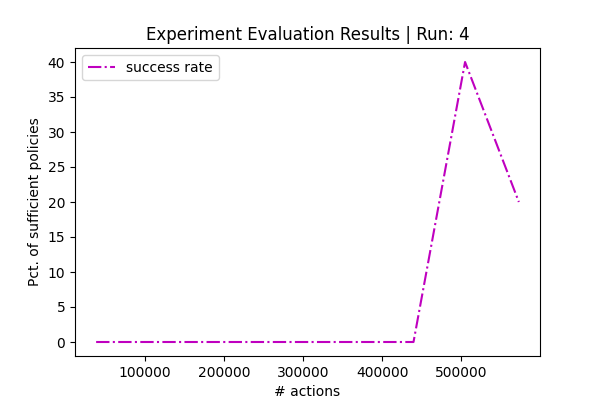 Experiment Evaluation Results | Run: 4
success rate
Pct. of sufficient policies
40
35
30
25
20
15
10
5
0
100000 200000 300000 400000 500000
# actions